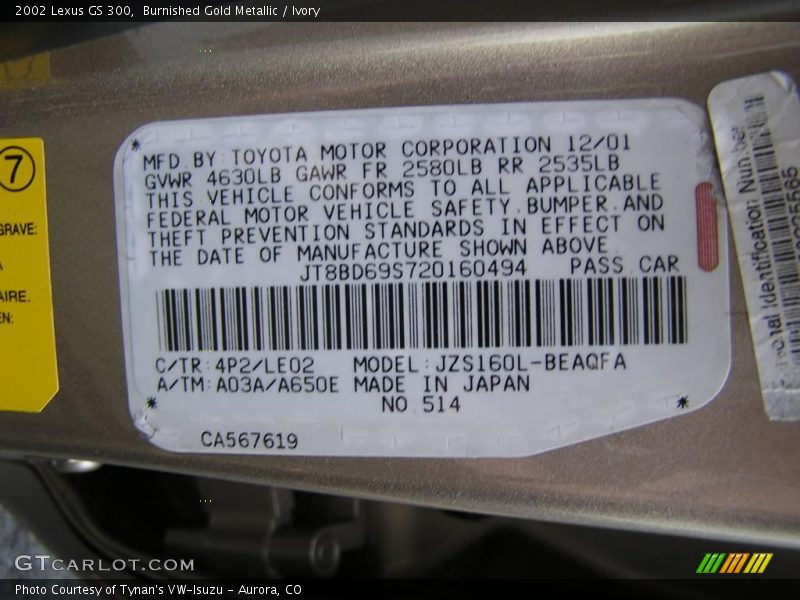 2002 Lexus GS 300, Burnished Gold Metallic / Ivory
7
GRAVE:
AIRE.
EN:
MFD.BY:TOYOTA MOTOR CORPORATION 12/01
GVWR 4630LB GAWR FR 2580LB RR 2535LB
THIS VEHICLE CONFORMS TO ALL APPLICABLE
FEDERAL MOTOR VEHICLE SAFETY,BUMPER,AND
THEFT PREVENTION STANDARDS IN EFFECT ON
THE DATE OF MANUFACTURE SHOWN ABOVE.
JT8BD69S720160494 PASS.CAR
C/TR:4P2/LE02 MODEL:JZS160L-BEAQFA
A/TM:A03A/A650E MADE IN JAPAN
NO.514
CA567619
Identification Number
GTCARLOT.COM
Photo Courtesy of Tynan's VW-Isuzu - Aurora, CO